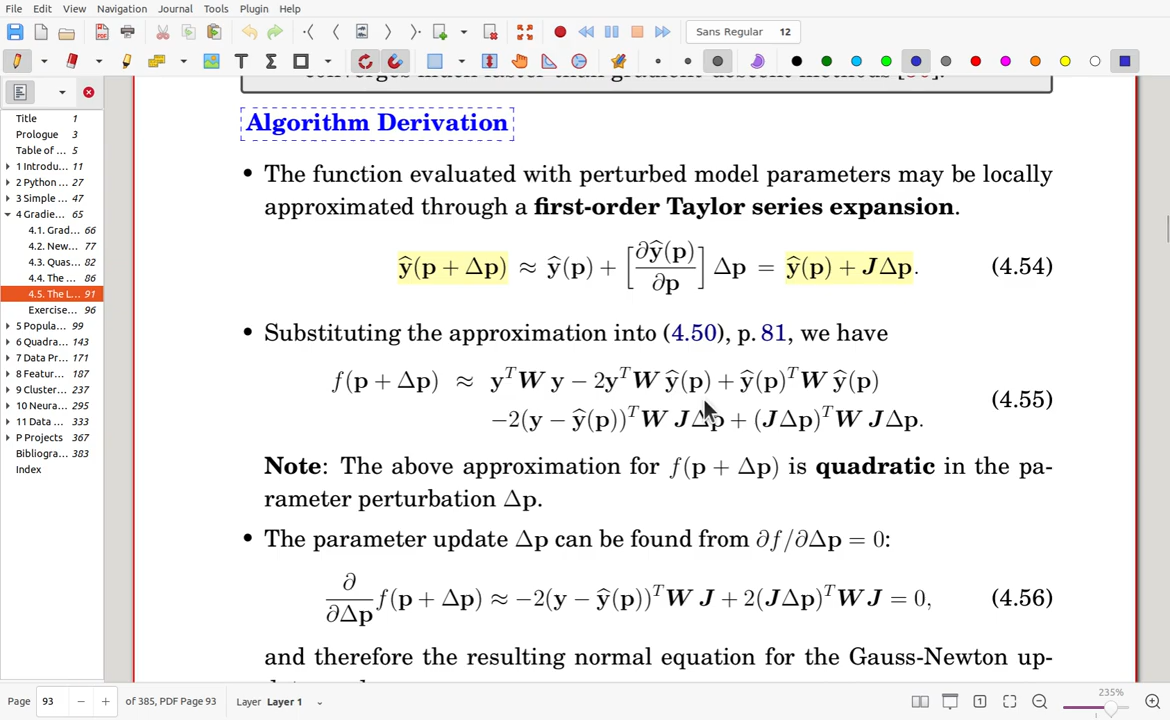 File Edit View Navigation Journal Tools Plugin Help
Sans Regular 12
Title 1
Prologue 3
Table of ... 5
1 Introdu... 11
2 Python ... 27
3 Simple ... 47
4 Gradie... 65
4.1. Grad... 66
4.2. New... 77
4.3. Quas... 82
4.4. The ... 86
4.5. The L... 91
Exercise... 96
5 Popula... 99
6 Quadra... 143
7 Data Pr... 171
8 Featur... 187
9 Cluster... 237
10 Neura... 295
11 Data ... 333
P Projects 367
Bibliogra... 383
Index
Algorithm Derivation
• The function evaluated with perturbed model parameters may be locally
approximated through a first-order Taylor series expansion.
ŷ(p + Δp) ≈ ŷ(p) + [∂ŷ(p)/∂p] Δp = ŷ(p) + JΔp. (4.54)
• Substituting the approximation into (4.50), p. 81, we have
f(p + Δp) ≈ yᵀW y − 2yᵀW ŷ(p) + ŷ(p)ᵀW ŷ(p)
−2(y − ŷ(p))ᵀW JΔp + (JΔp)ᵀW JΔp. (4.55)
Note: The above approximation for f(p + Δp) is quadratic in the pa-
rameter perturbation Δp.
• The parameter update Δp can be found from ∂f/∂Δp = 0:
∂/∂Δp f(p + Δp) ≈ −2(y − ŷ(p))ᵀW J + 2(JΔp)ᵀWJ = 0, (4.56)
and therefore the resulting normal equation for the Gauss-Newton up-
Page 93 − + of 385, PDF Page 93 Layer Layer 1 235%